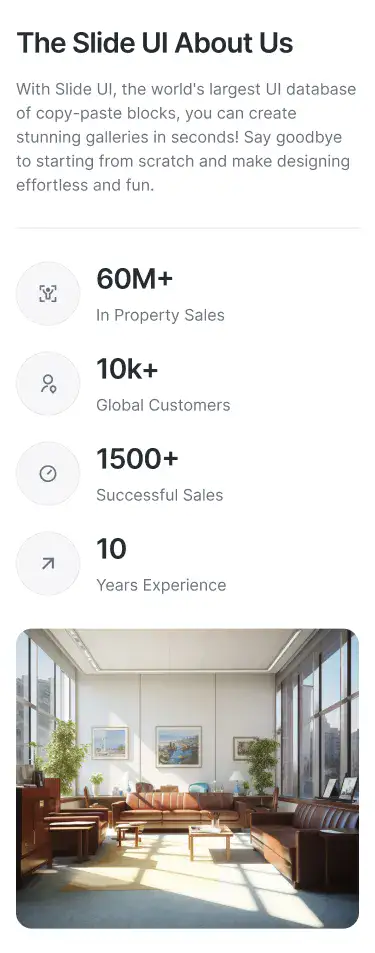 The Slide UI About Us
With Slide UI, the world's largest UI database
of copy-paste blocks, you can create
stunning galleries in seconds! Say goodbye
to starting from scratch and make designing
effortless and fun.
60M+
In Property Sales
10k+
Global Customers
1500+
Successful Sales
10
Years Experience